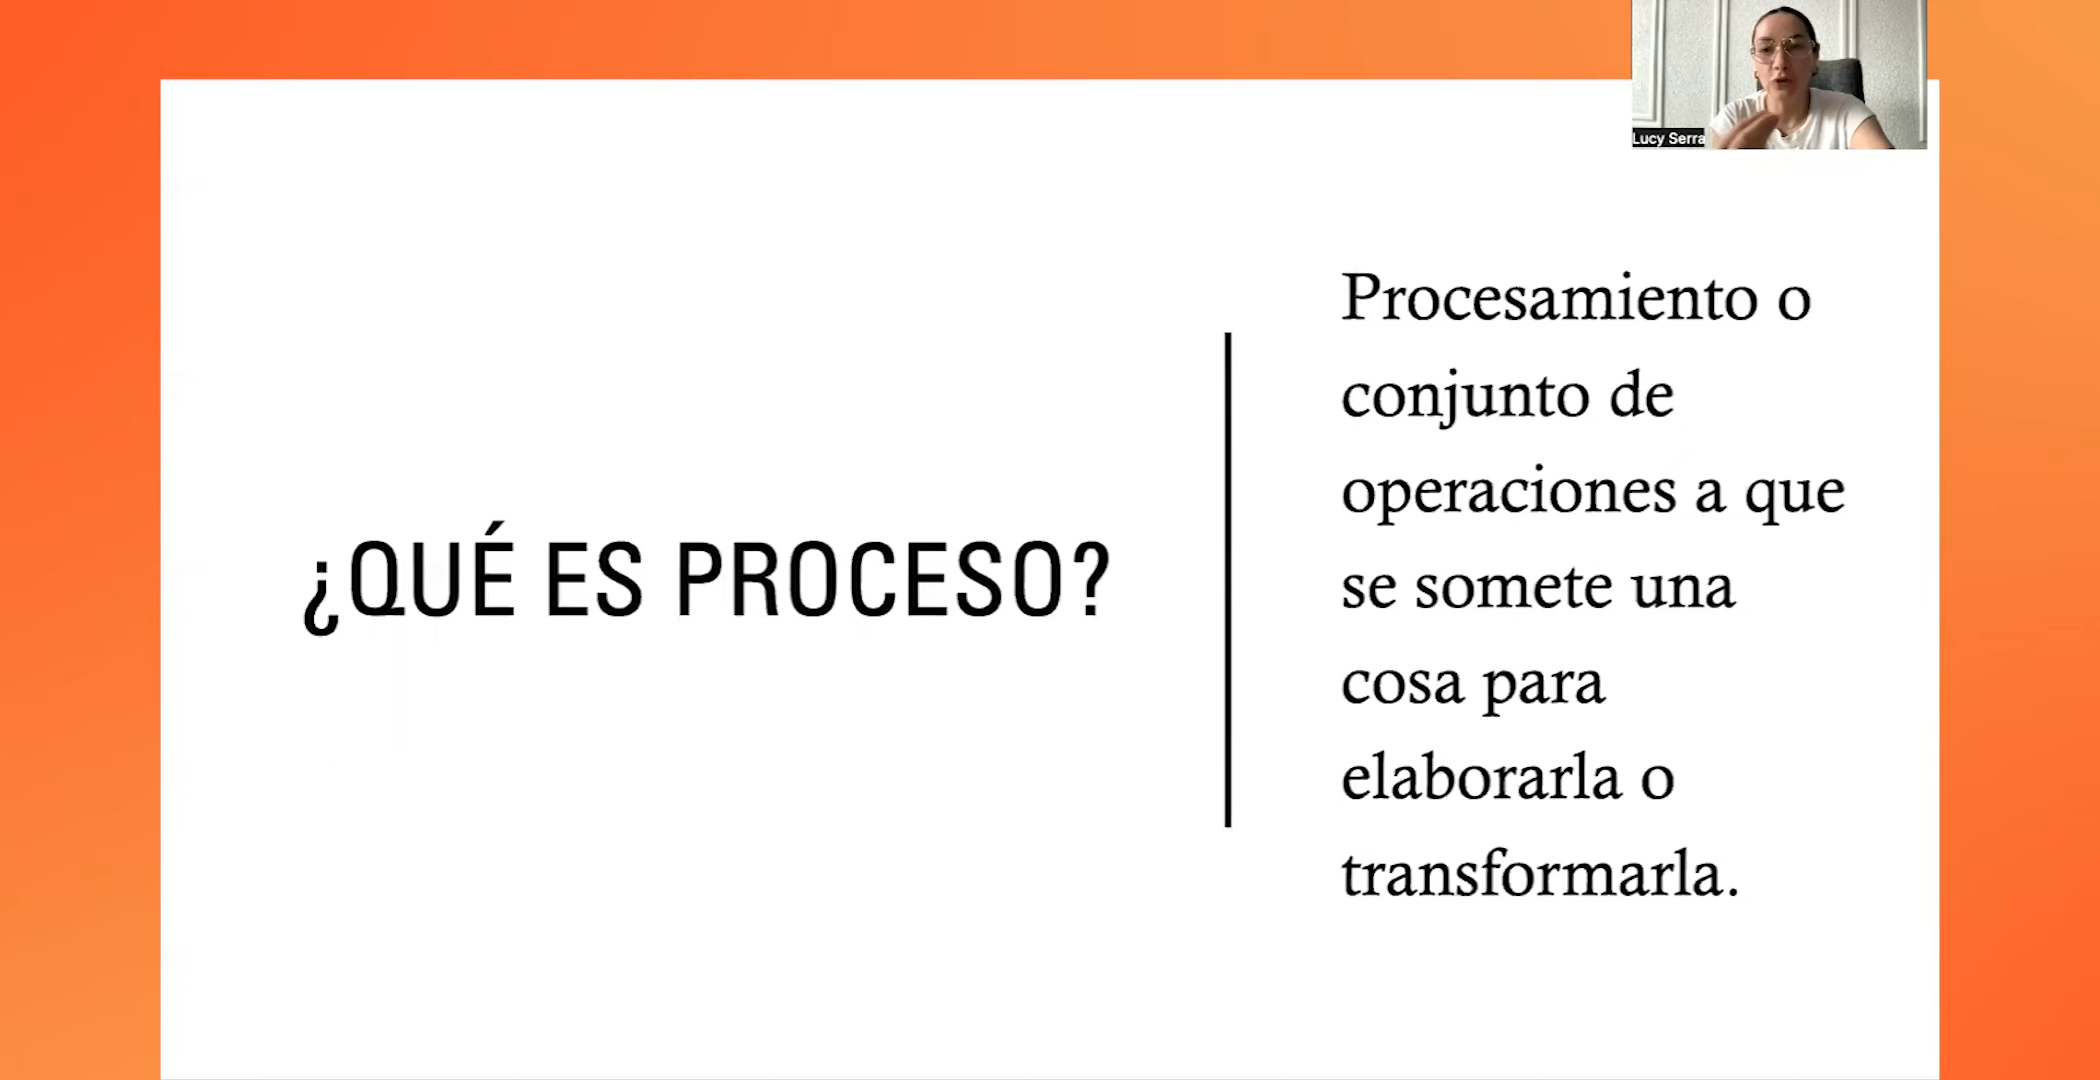 Lucy Serra
¿QUÉ ES PROCESO?
Procesamiento o
conjunto de
operaciones a que
se somete una
cosa para
elaborarla o
transformarla.